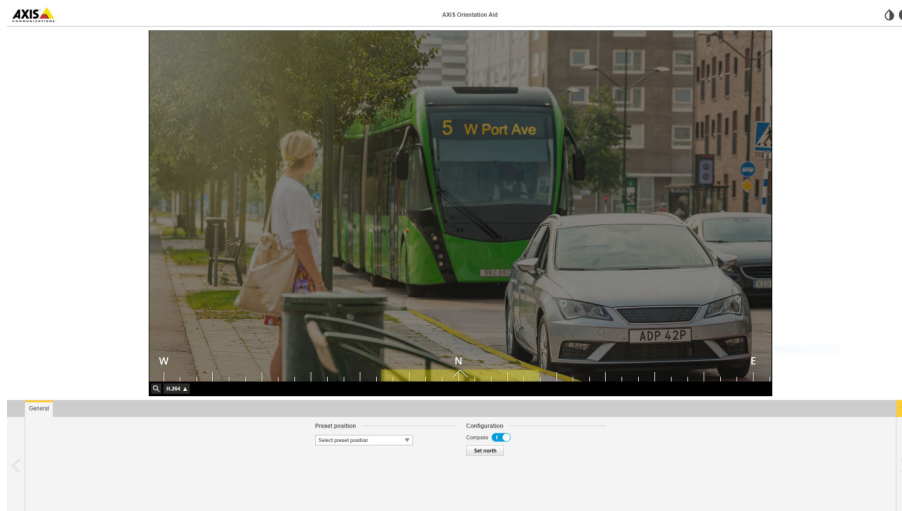 AXIS
COMMUNICATIONS
AXIS Orientation Aid
5 W Port Ave
ADP 42P
W N E
H.264
General
Preset position
Select preset position
Configuration
Compass
Set north